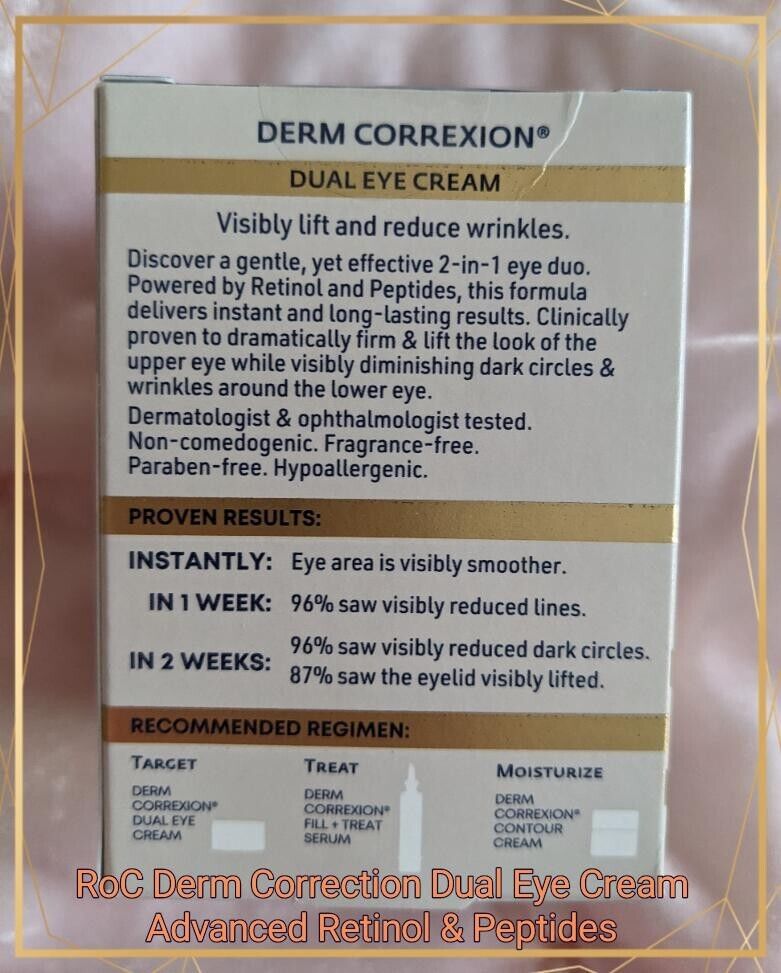 DERM CORREXION®
DUAL EYE CREAM
Visibly lift and reduce wrinkles.
Discover a gentle, yet effective 2-in-1 eye duo.
Powered by Retinol and Peptides, this formula
delivers instant and long-lasting results. Clinically
proven to dramatically firm & lift the look of the
upper eye while visibly diminishing dark circles &
wrinkles around the lower eye.
Dermatologist & ophthalmologist tested.
Non-comedogenic. Fragrance-free.
Paraben-free. Hypoallergenic.
PROVEN RESULTS:
INSTANTLY: Eye area is visibly smoother.
IN 1 WEEK: 96% saw visibly reduced lines.
IN 2 WEEKS: 96% saw visibly reduced dark circles.
87% saw the eyelid visibly lifted.
RECOMMENDED REGIMEN:
TARGET
DERM
CORREXION®
DUAL EYE
CREAM
TREAT
DERM
CORREXION®
FILL + TREAT
SERUM
MOISTURIZE
DERM
CORREXION®
CONTOUR
CREAM
RoC Derm Correction Dual Eye Cream
Advanced Retinol & Peptides